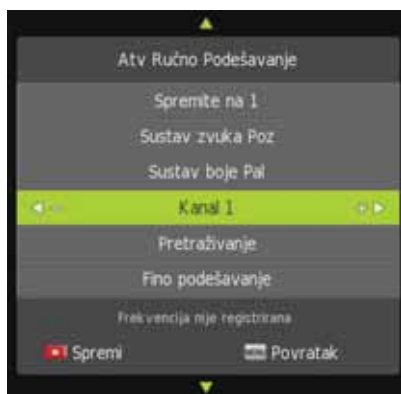 Atv Ručno Podešavanje
Spremite na 1
Sustav zvuka Poz
Sustav boje Pal
Kanal 1
Pretraživanje
Fino podešavanje
Frekvencija nije registrirana
Spremi MENU Povratak